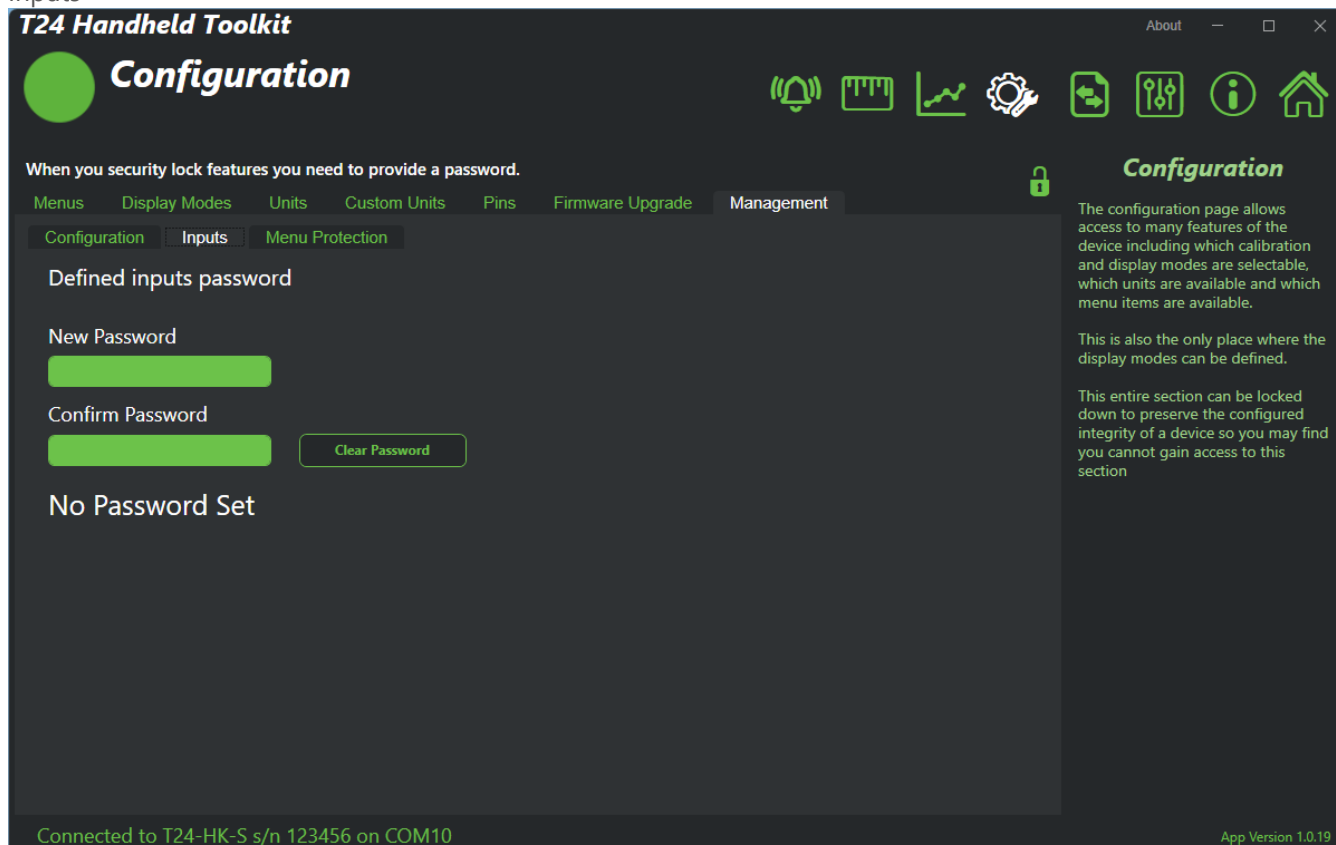 Inputs
T24 Handheld Toolkit
About
Configuration
When you security lock features you need to provide a password.
Menus Display Modes Units Custom Units Pins Firmware Upgrade Management
Configuration Inputs Menu Protection
Defined inputs password
New Password
Confirm Password
Clear Password
No Password Set
Configuration
The configuration page allows
access to many features of the
device including which calibration
and display modes are selectable,
which units are available and which
menu items are available.
This is also the only place where the
display modes can be defined.
This entire section can be locked
down to preserve the configured
integrity of a device so you may find
you cannot gain access to this
section
Connected to T24-HK-S s/n 123456 on COM10
App Version 1.0.19